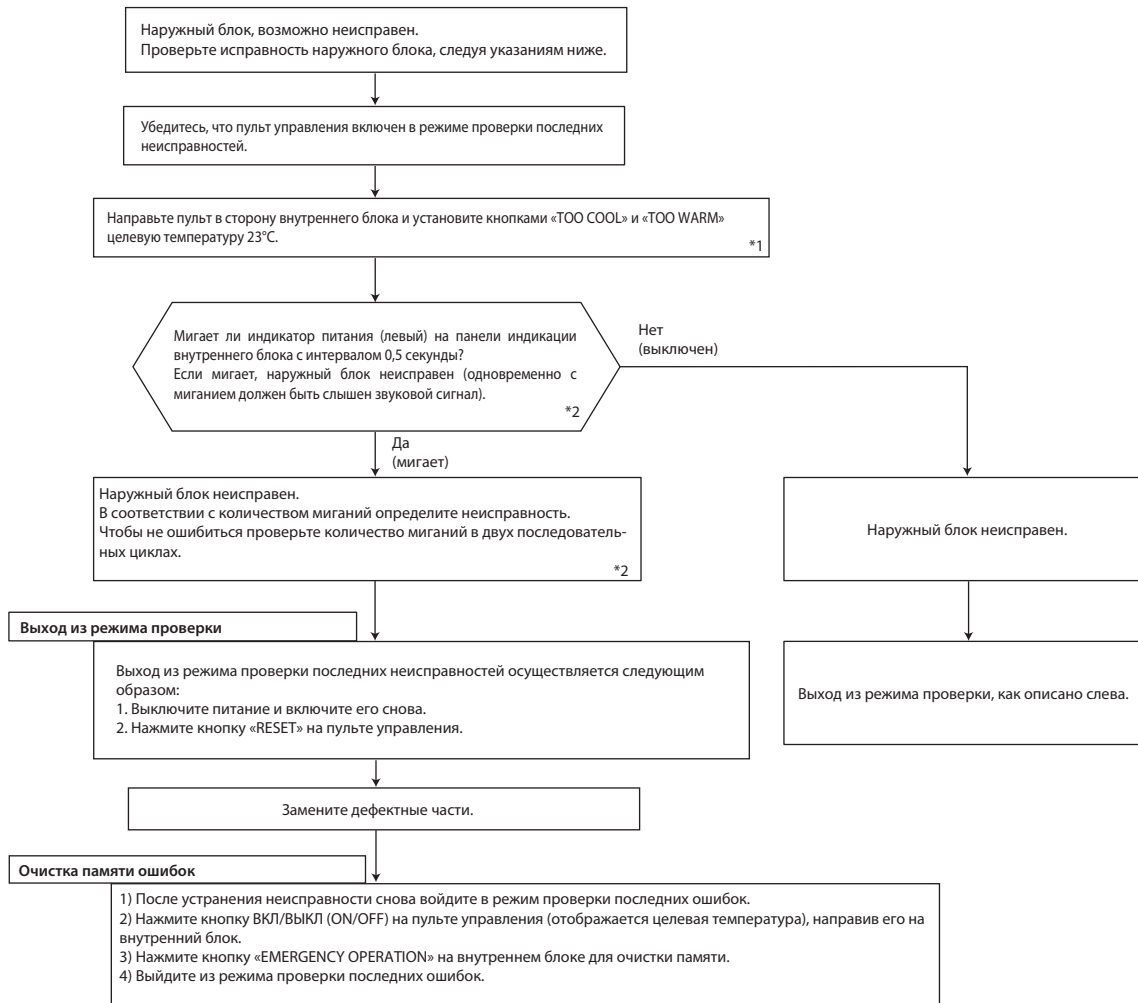 Наружный блок, возможно неисправен.
Проверьте исправность наружного блока, следуя указаниям ниже.
Убедитесь, что пульт управления включен в режиме проверки последних
неисправностей.
Направьте пульт в сторону внутреннего блока и установите кнопками «TOO COOL» и «TOO WARM»
целевую температуру 23°C.
*1
Мигает ли индикатор питания (левый) на панели индикации
внутреннего блока с интервалом 0,5 секунды?
Если мигает, наружный блок неисправен (одновременно с
миганием должен быть слышен звуковой сигнал).
*2
Нет
(выключен)
Да
(мигает)
Наружный блок неисправен.
В соответствии с количеством миганий определите неисправность.
Чтобы не ошибиться проверьте количество миганий в двух последователь-
ных циклах.
*2
Наружный блок неисправен.
Выход из режима проверки
Выход из режима проверки последних неисправностей осуществляется следующим
образом:
1. Выключите питание и включите его снова.
2. Нажмите кнопку «RESET» на пульте управления.
Выход из режима проверки, как описано слева.
Замените дефектные части.
Очистка памяти ошибок
1) После устранения неисправности снова войдите в режим проверки последних ошибок.
2) Нажмите кнопку ВКЛ/ВЫКЛ (ON/OFF) на пульте управления (отображается целевая температура), направив его на
внутренний блок.
3) Нажмите кнопку «EMERGENCY OPERATION» на внутреннем блоке для очистки памяти.
4) Выйдите из режима проверки последних ошибок.